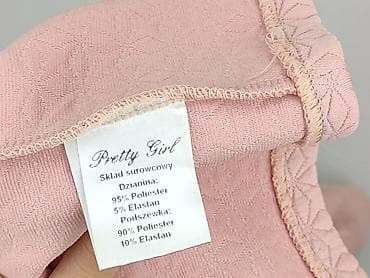 Pretty Girl
Skład surowcowy
Dzianina:
95% Poliester
5% Elastan
Podszewka:
90% Poliester
10% Elastan